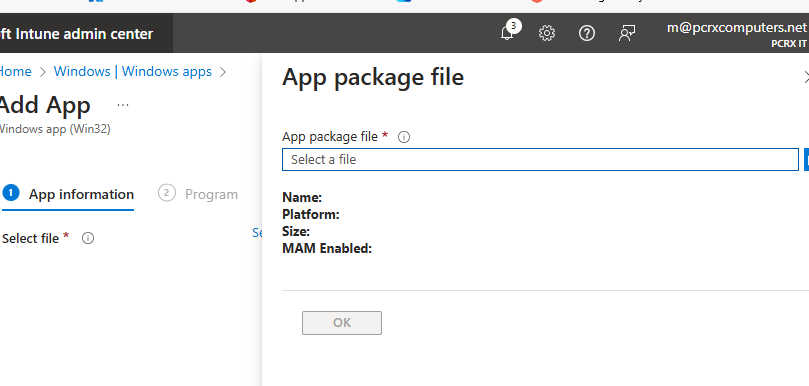 ft Intune admin center
3
m@pcrxcomputers.net
PCRX IT
Home > Windows | Windows apps >
Add App ...
Windows app (Win32)
1 App information
2 Program
Select file *
Se
App package file
App package file *
Select a file
Name:
Platform:
Size:
MAM Enabled:
OK